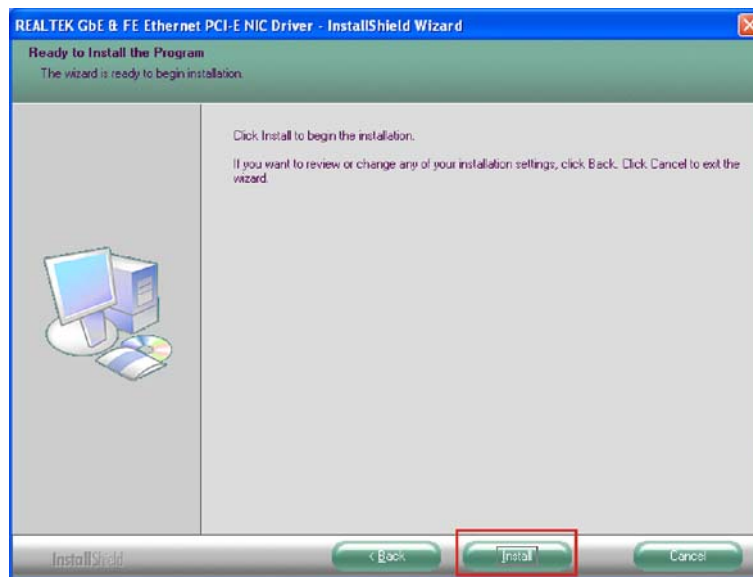 REALTEK GbE & FE Ethernet PCI-E NIC Driver - InstallShield Wizard
Ready to Install the Program
The wizard is ready to begin installation.
Click Install to begin the installation.
If you want to review or change any of your installation settings, click Back. Click Cancel to exit the
wizard.
InstallShield
< Back
Install
Cancel